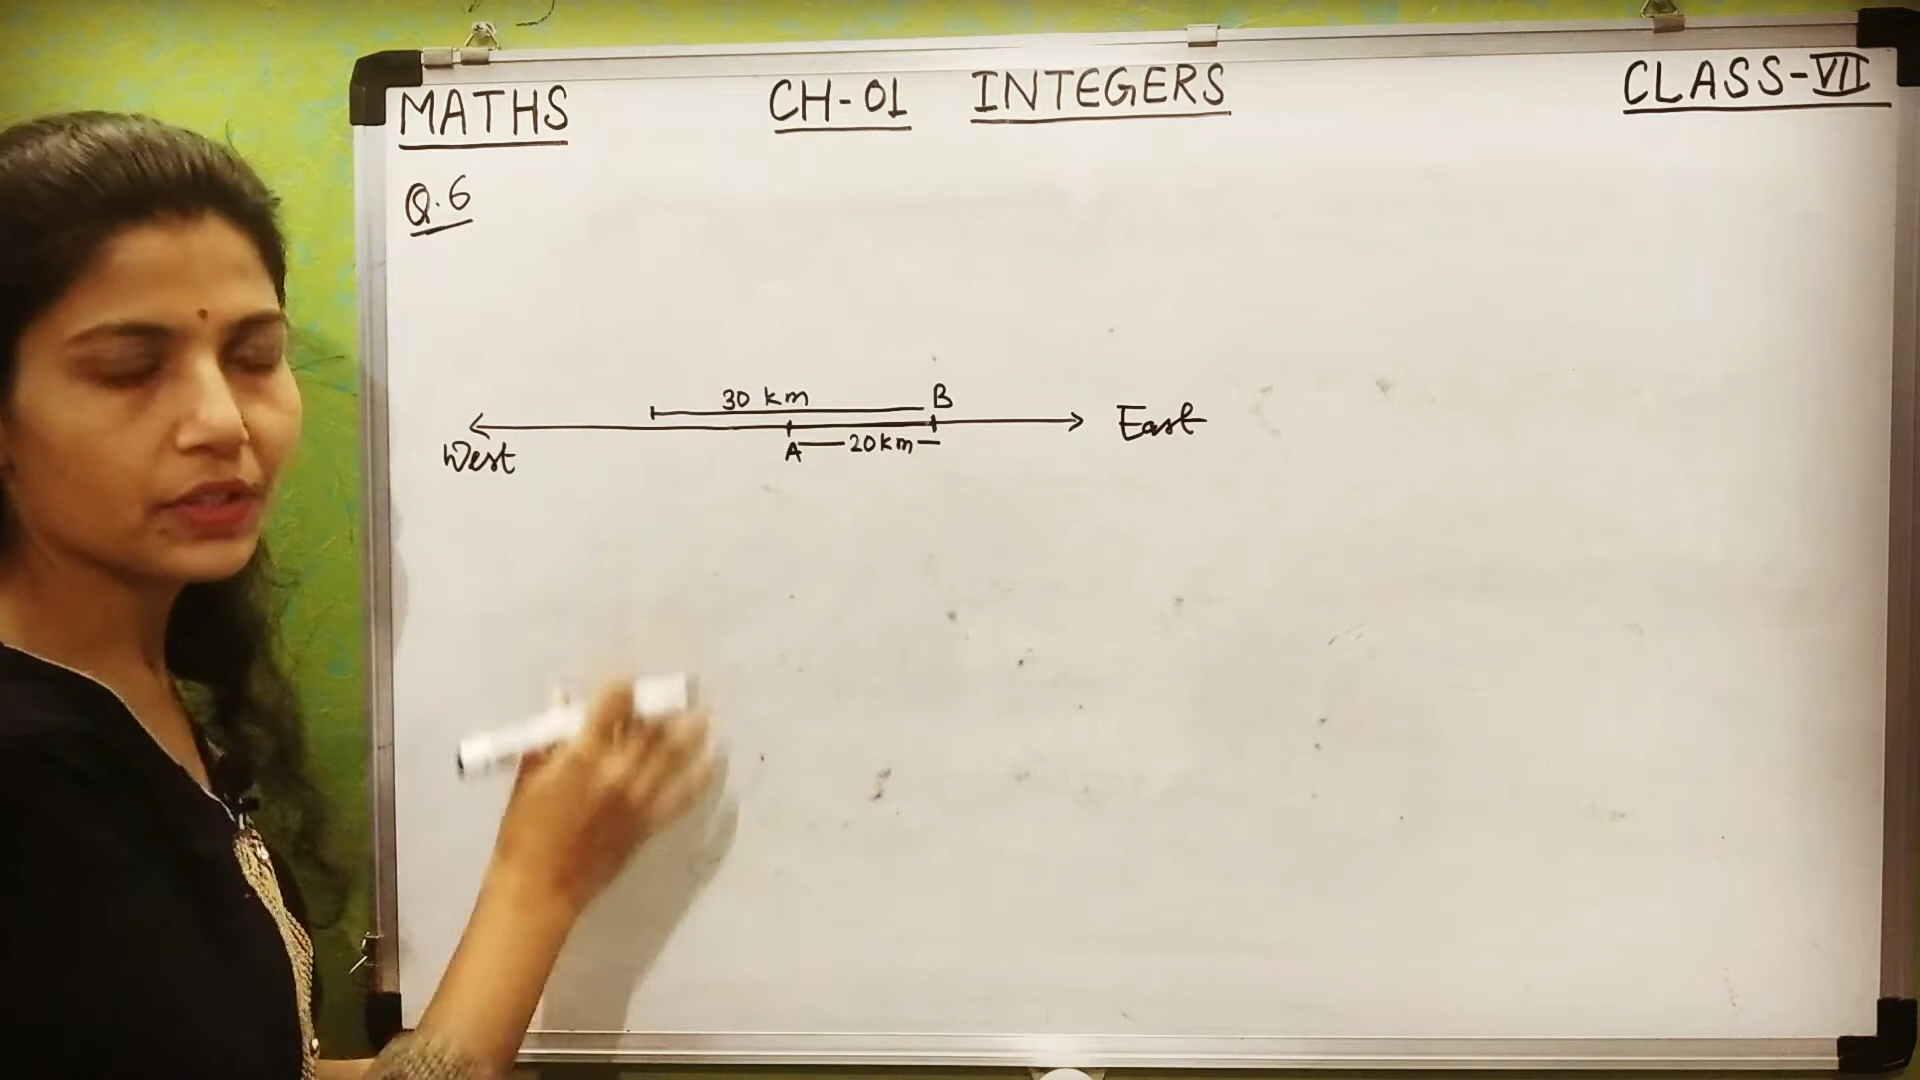 MATHS CH-01 INTEGERS CLASS-VII
Q.6
30 km B
West A 20km East